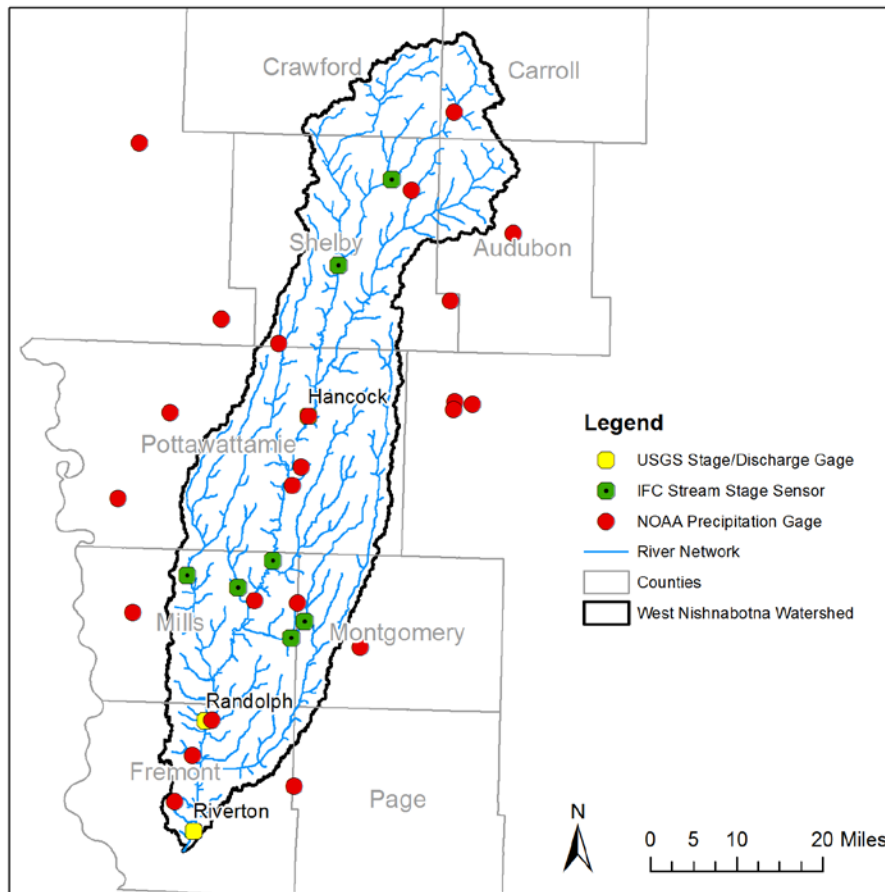 Crawford
Carroll
Shelby
Audubon
Hancock
Pottawattamie
Legend
USGS Stage/Discharge Gage
IFC Stream Stage Sensor
NOAA Precipitation Gage
River Network
Counties
West Nishnabotna Watershed
Mills
Montgomery
Randolph
Fremont
Page
Riverton
N
0 5 10 20 Miles